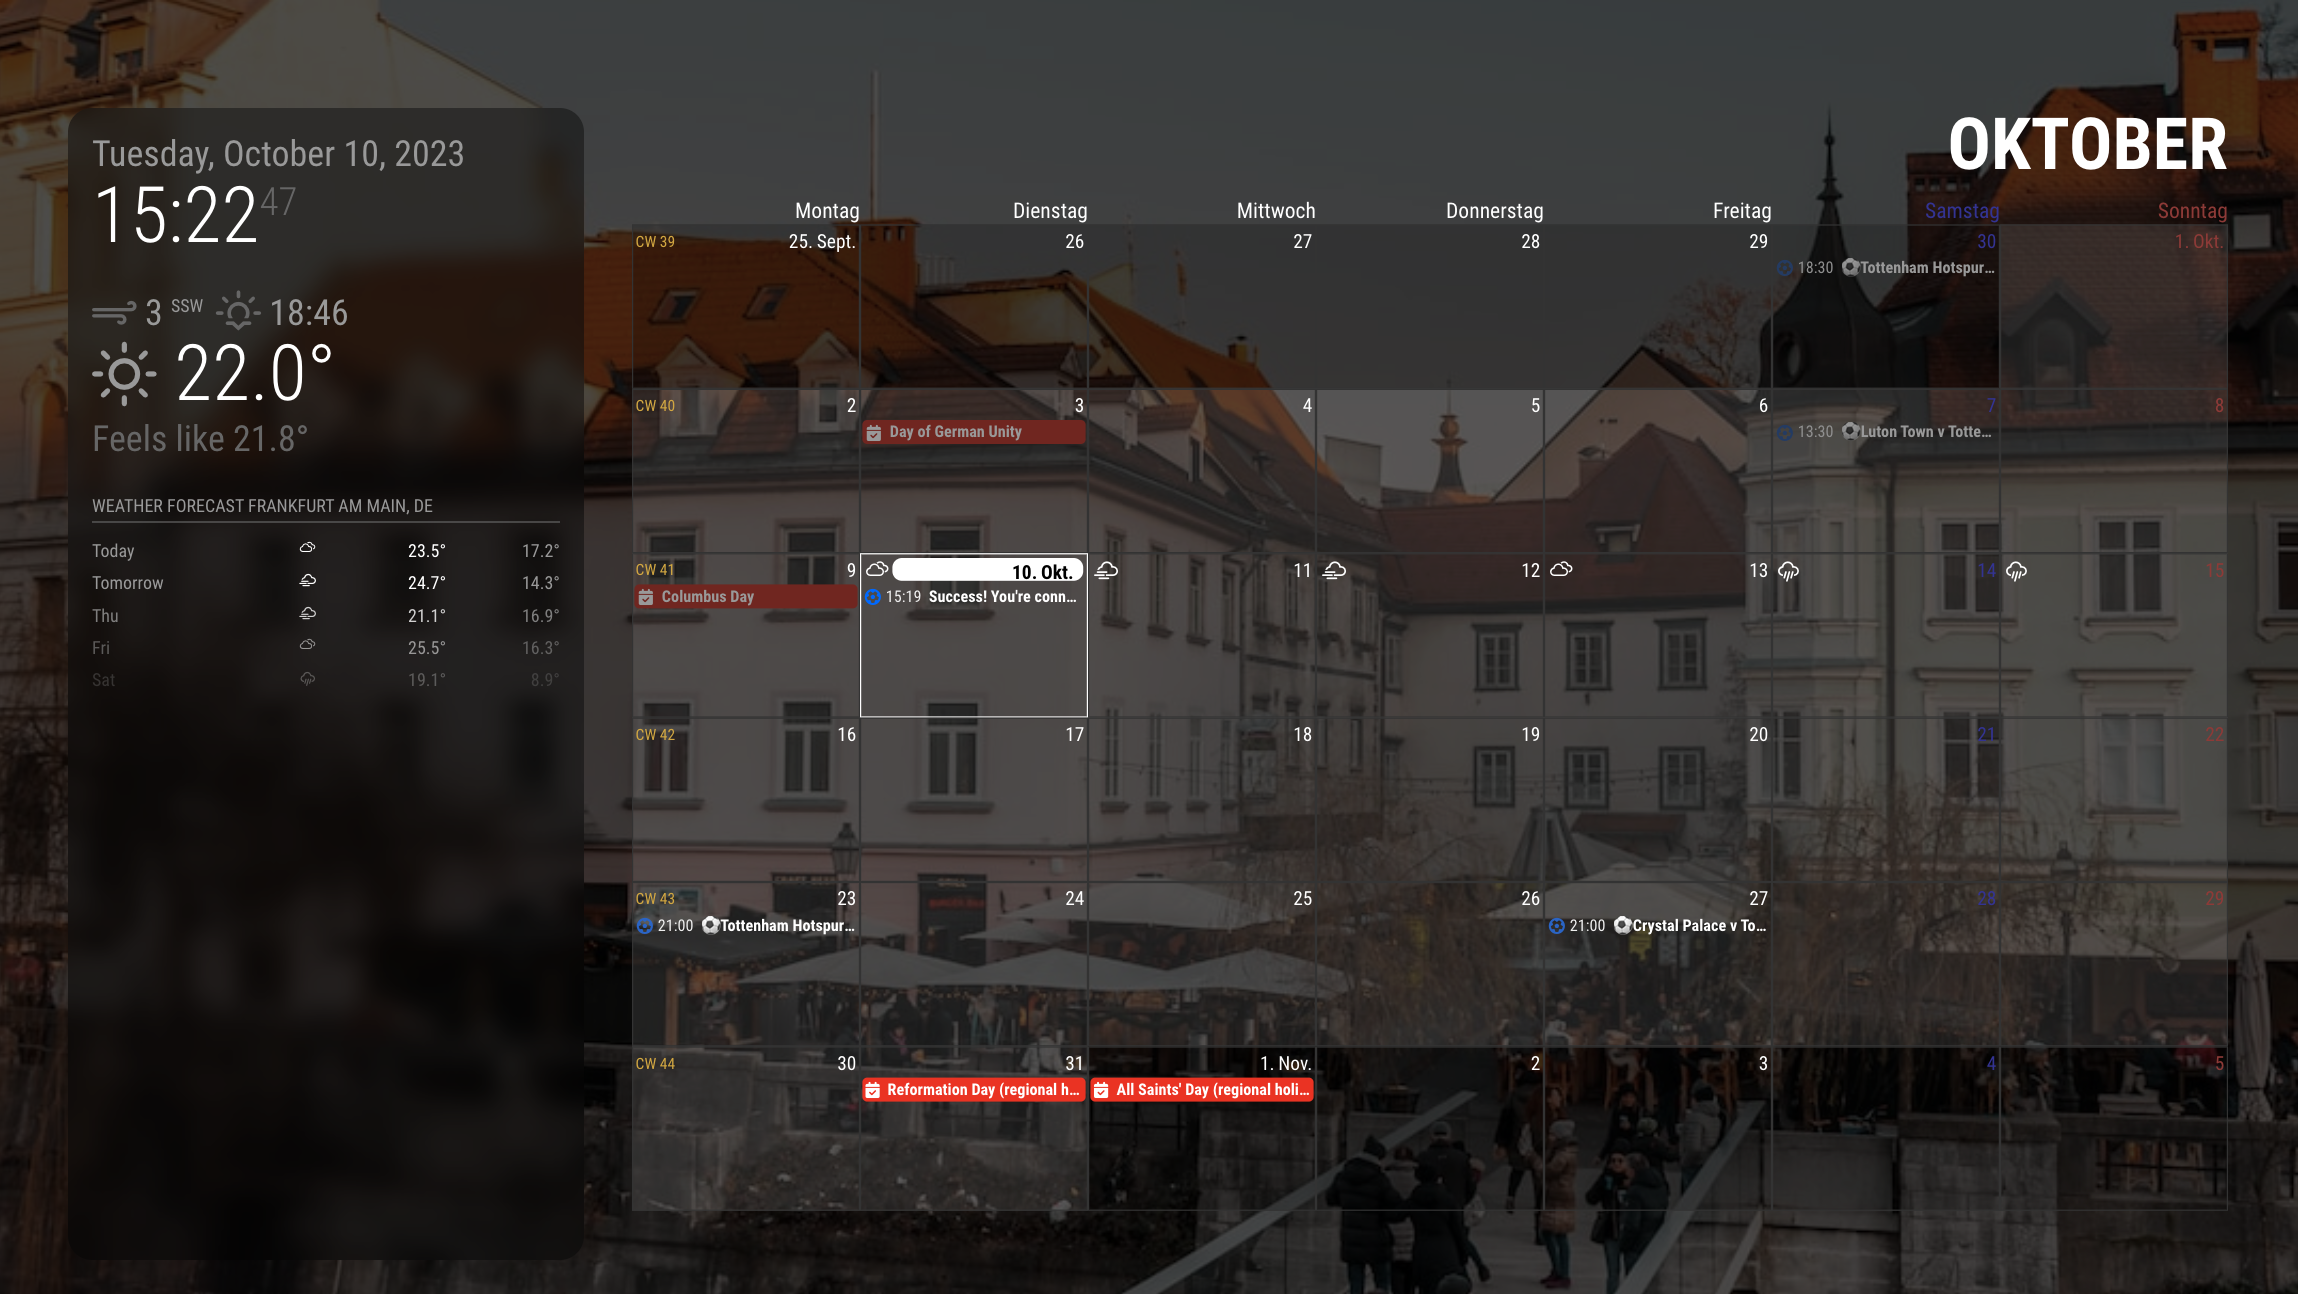 Tuesday, October 10, 2023
15:22 47
3 SSW 18:46
22.0°
Feels like 21.8°
WEATHER FORECAST FRANKFURT AM MAIN, DE
Today 23.5° 17.2°
Tomorrow 24.7° 14.3°
Thu 21.1° 16.9°
Fri 25.5° 16.3°
Sat 19.1° 8.9°
OKTOBER
Montag Dienstag Mittwoch Donnerstag Freitag Samstag Sonntag
CW 39 25. Sept. 26 27 28 29 30 1. Okt.
18:30 Tottenham Hotspur...
CW 40 2 3 4 5 6 7 8
Day of German Unity 13:30 Luton Town v Totte...
CW 41 9 10. Okt. 11 12 13 14 15
Columbus Day 15:19 Success! You're conn...
CW 42 16 17 18 19 20 21 22
CW 43 23 24 25 26 27 28 29
21:00 Tottenham Hotspur... 21:00 Crystal Palace v To...
CW 44 30 31 1. Nov. 2 3 4 5
Reformation Day (regional h... All Saints' Day (regional holi...